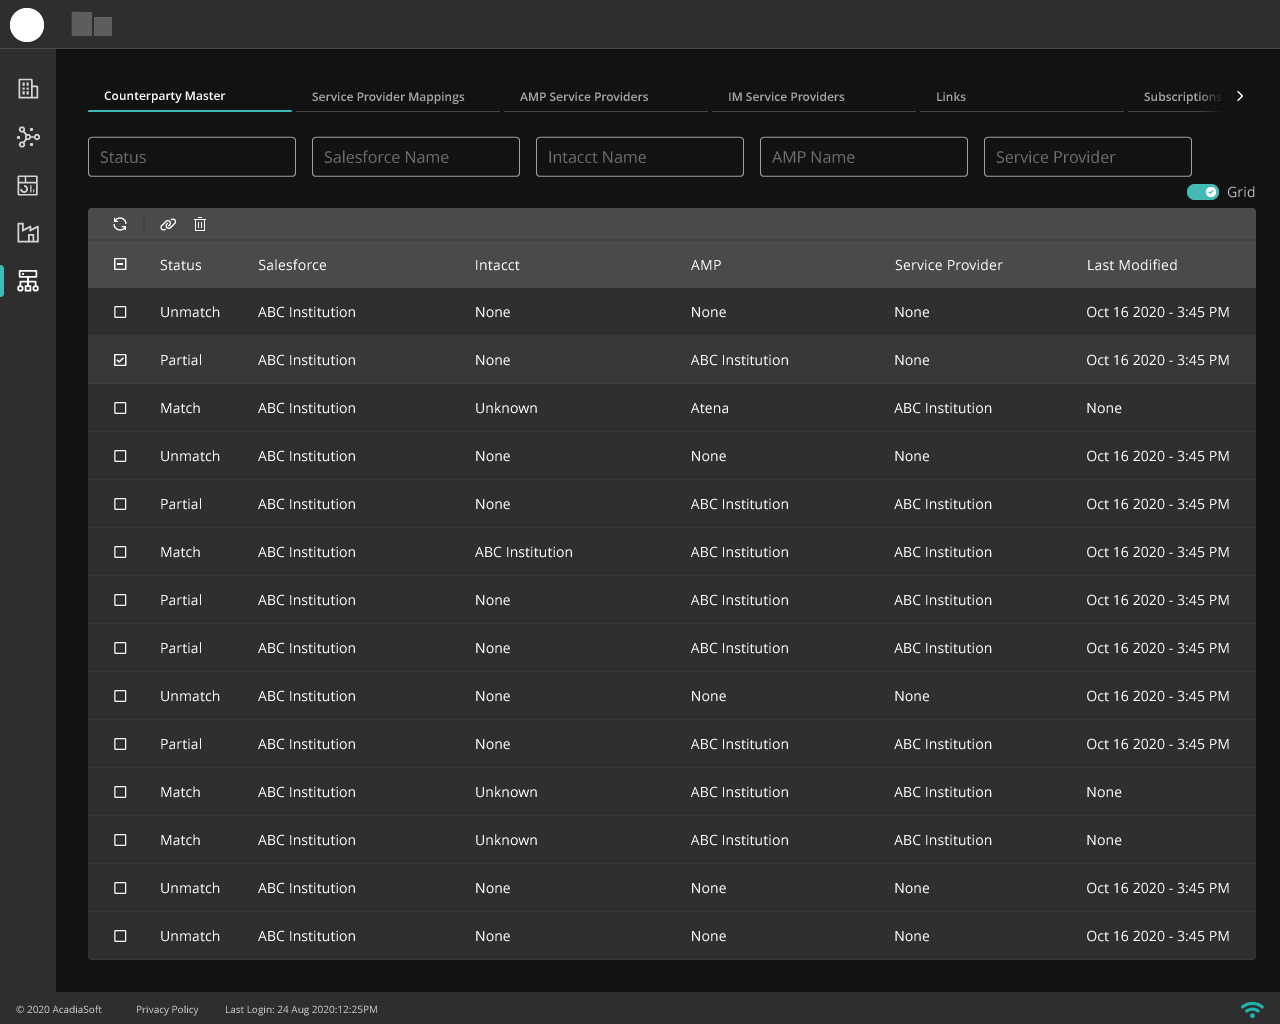 Counterparty Master Service Provider Mappings AMP Service Providers IM Service Providers Links Subscriptions
Status Salesforce Name Intacct Name AMP Name Service Provider
Grid
Status Salesforce Intacct AMP Service Provider Last Modified
Unmatch ABC Institution None None None Oct 16 2020 - 3:45 PM
Partial ABC Institution None ABC Institution None Oct 16 2020 - 3:45 PM
Match ABC Institution Unknown Atena ABC Institution None
Unmatch ABC Institution None None None Oct 16 2020 - 3:45 PM
Partial ABC Institution None ABC Institution ABC Institution Oct 16 2020 - 3:45 PM
Match ABC Institution ABC Institution ABC Institution ABC Institution Oct 16 2020 - 3:45 PM
Partial ABC Institution None ABC Institution ABC Institution Oct 16 2020 - 3:45 PM
Partial ABC Institution None ABC Institution ABC Institution Oct 16 2020 - 3:45 PM
Unmatch ABC Institution None None None Oct 16 2020 - 3:45 PM
Partial ABC Institution None ABC Institution ABC Institution Oct 16 2020 - 3:45 PM
Match ABC Institution Unknown ABC Institution ABC Institution None
Match ABC Institution Unknown ABC Institution ABC Institution None
Unmatch ABC Institution None None None Oct 16 2020 - 3:45 PM
Unmatch ABC Institution None None None Oct 16 2020 - 3:45 PM
© 2020 AcadiaSoft Privacy Policy Last Login: 24 Aug 2020:12:25PM